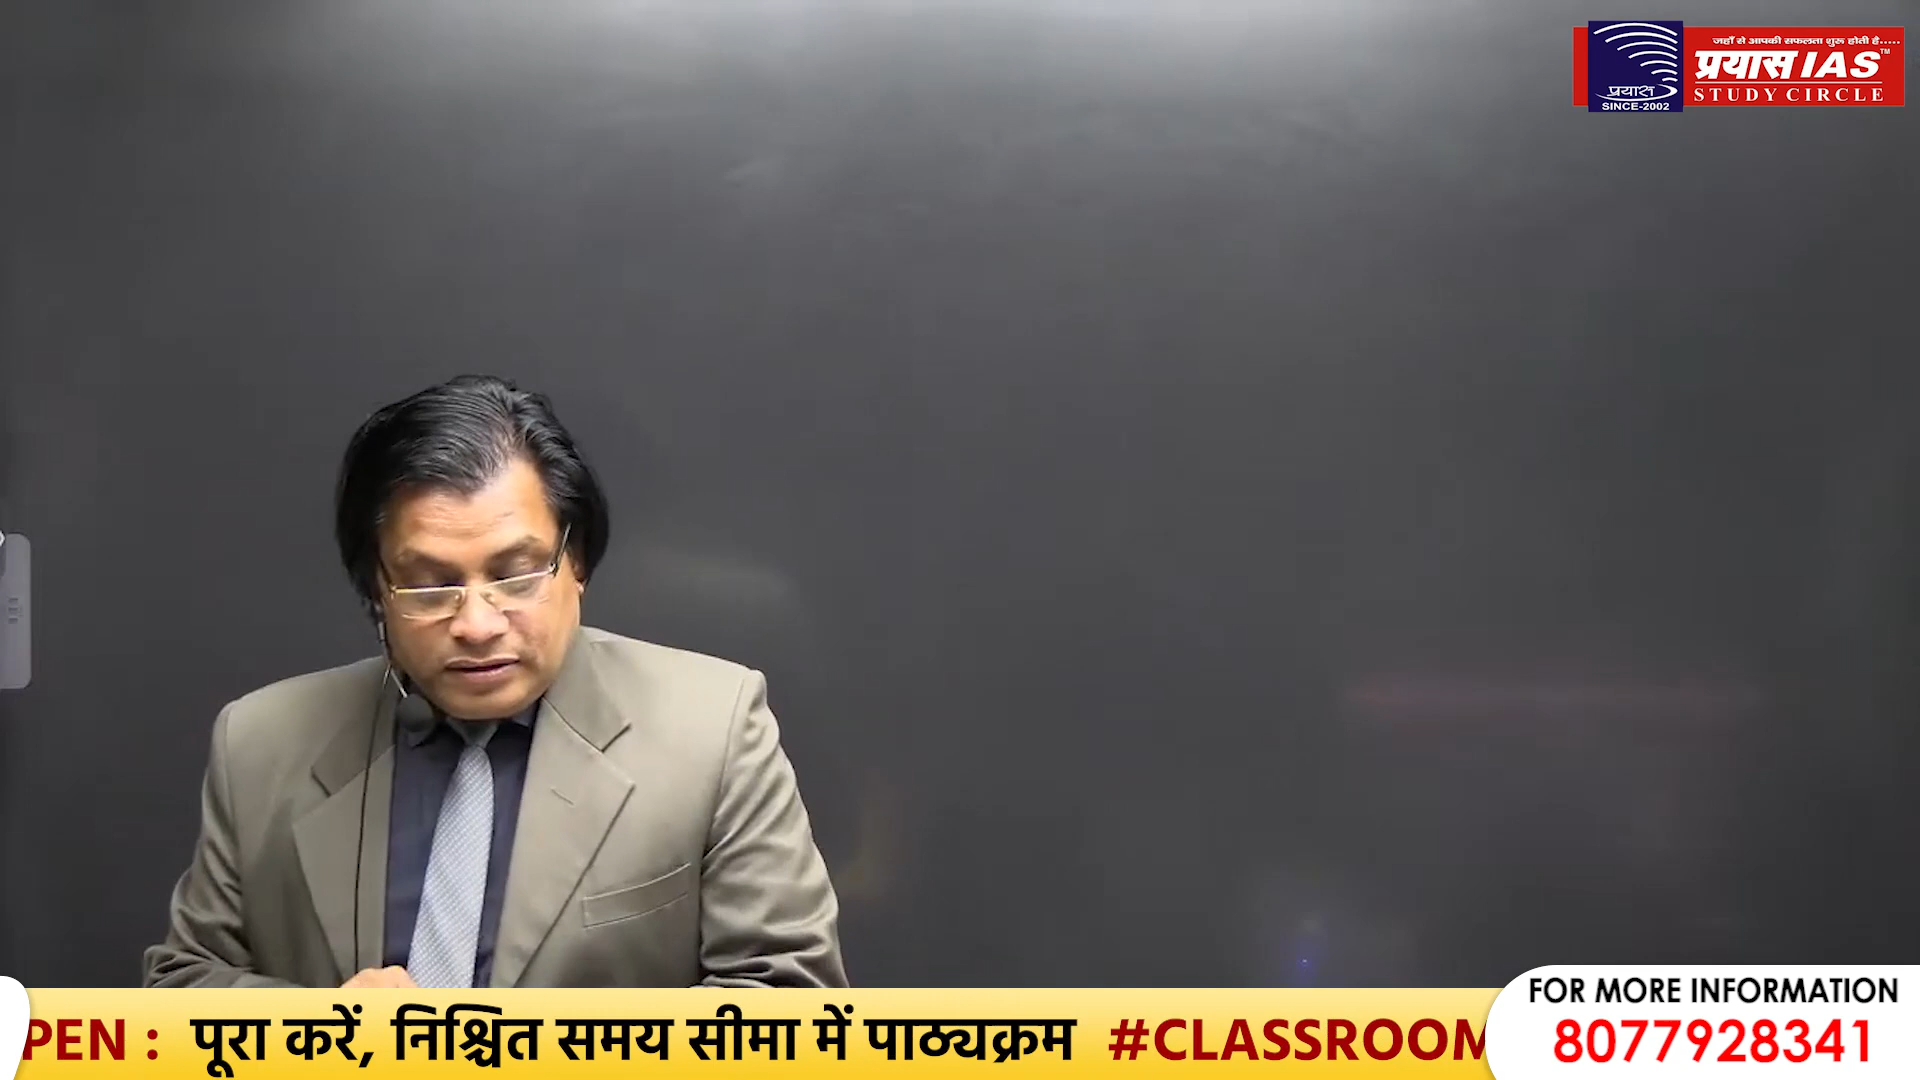 जहाँ से आपकी सफलता शुरू होती है.....
प्रयास IAS™
STUDY CIRCLE
प्रयास
SINCE-2002
PEN : पूरा करें, निश्चित समय सीमा में पाठ्यक्रम #CLASSROOM
FOR MORE INFORMATION
8077928341